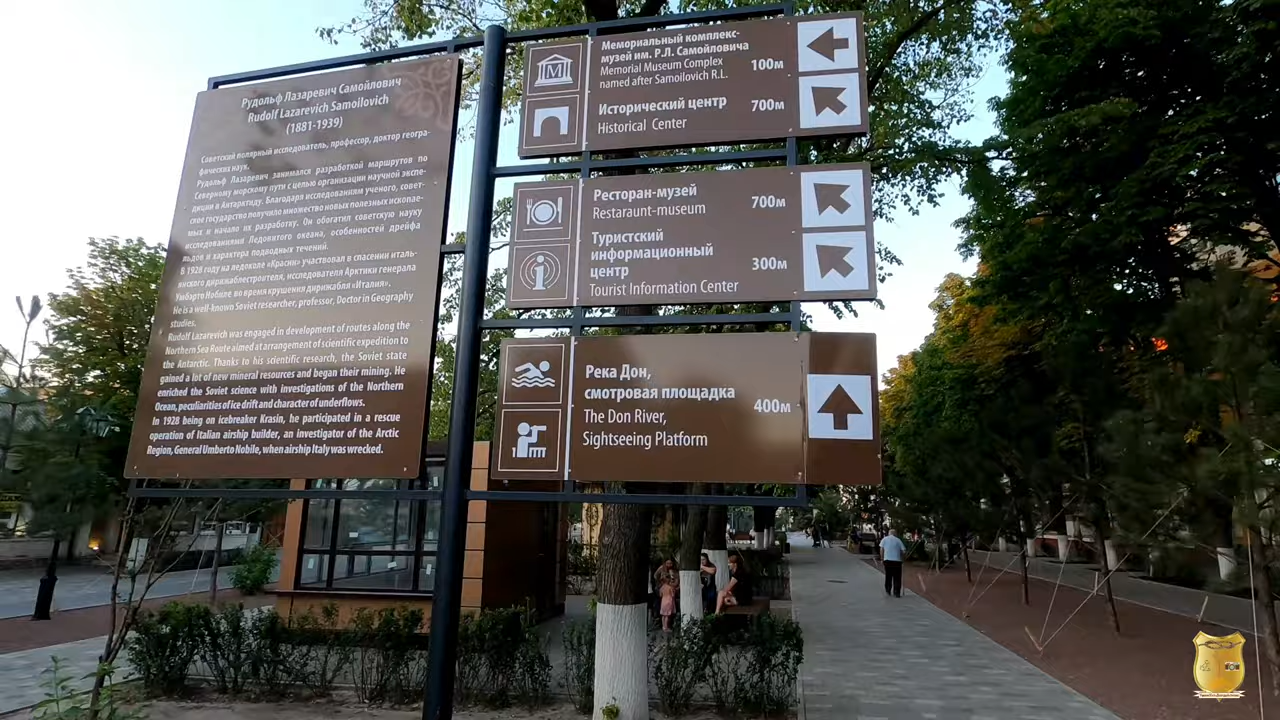 Рудольф Лазаревич Самойлович
Rudolf Lazarevich Samoilovich
(1881-1939)
Советский полярный исследователь, профессор, доктор геогра-
фических наук.
Рудольф Лазаревич занимался разработкой маршрутов по
Северному морскому пути с целью организации научной экспе-
диции в Антарктиду. Благодаря исследованиям ученого, совет-
ское государство получило множество новых полезных ископае-
мых и начало их разработку. Он обогатил советскую науку
исследованиями Ледовитого океана, особенностей дрейфа
льдов и характера подводных течений.
В 1928 году на ледоколе «Красин» участвовал в спасении италь-
янского дирижаблестроителя, исследователя Арктики генерала
Умбарто Нобиле во время крушения дирижабля «Италия».
He is a well-known Soviet researcher, professor, Doctor in Geography
studies.
Rudolf Lazarevich was engaged in development of routes along the
Northern Sea Route aimed at arrangement of scientific expedition to
the Antarctic. Thanks to his scientific research, the Soviet state
gained a lot of new mineral resources and began their mining. He
enriched the Soviet science with investigations of the Northern
Ocean, peculiarities of ice drift and character of underflows.
In 1928 being on icebreaker Krasin, he participated in a rescue
operation of Italian airship builder, an investigator of the Arctic
Region, General Umberto Nobile, when airship Italy was wrecked.
М
Мемориальный комплекс-
музей им. Р.Л. Самойловича
Memorial Museum Complex
named after Samoilovich R.L.
100м
Исторический центр
Historical Center
700м
Ресторан-музей
Restaraunt-museum
700м
Туристский
информационный
центр
Tourist Information Center
300м
Река Дон,
смотровая площадка
The Don River,
Sightseeing Platform
400м